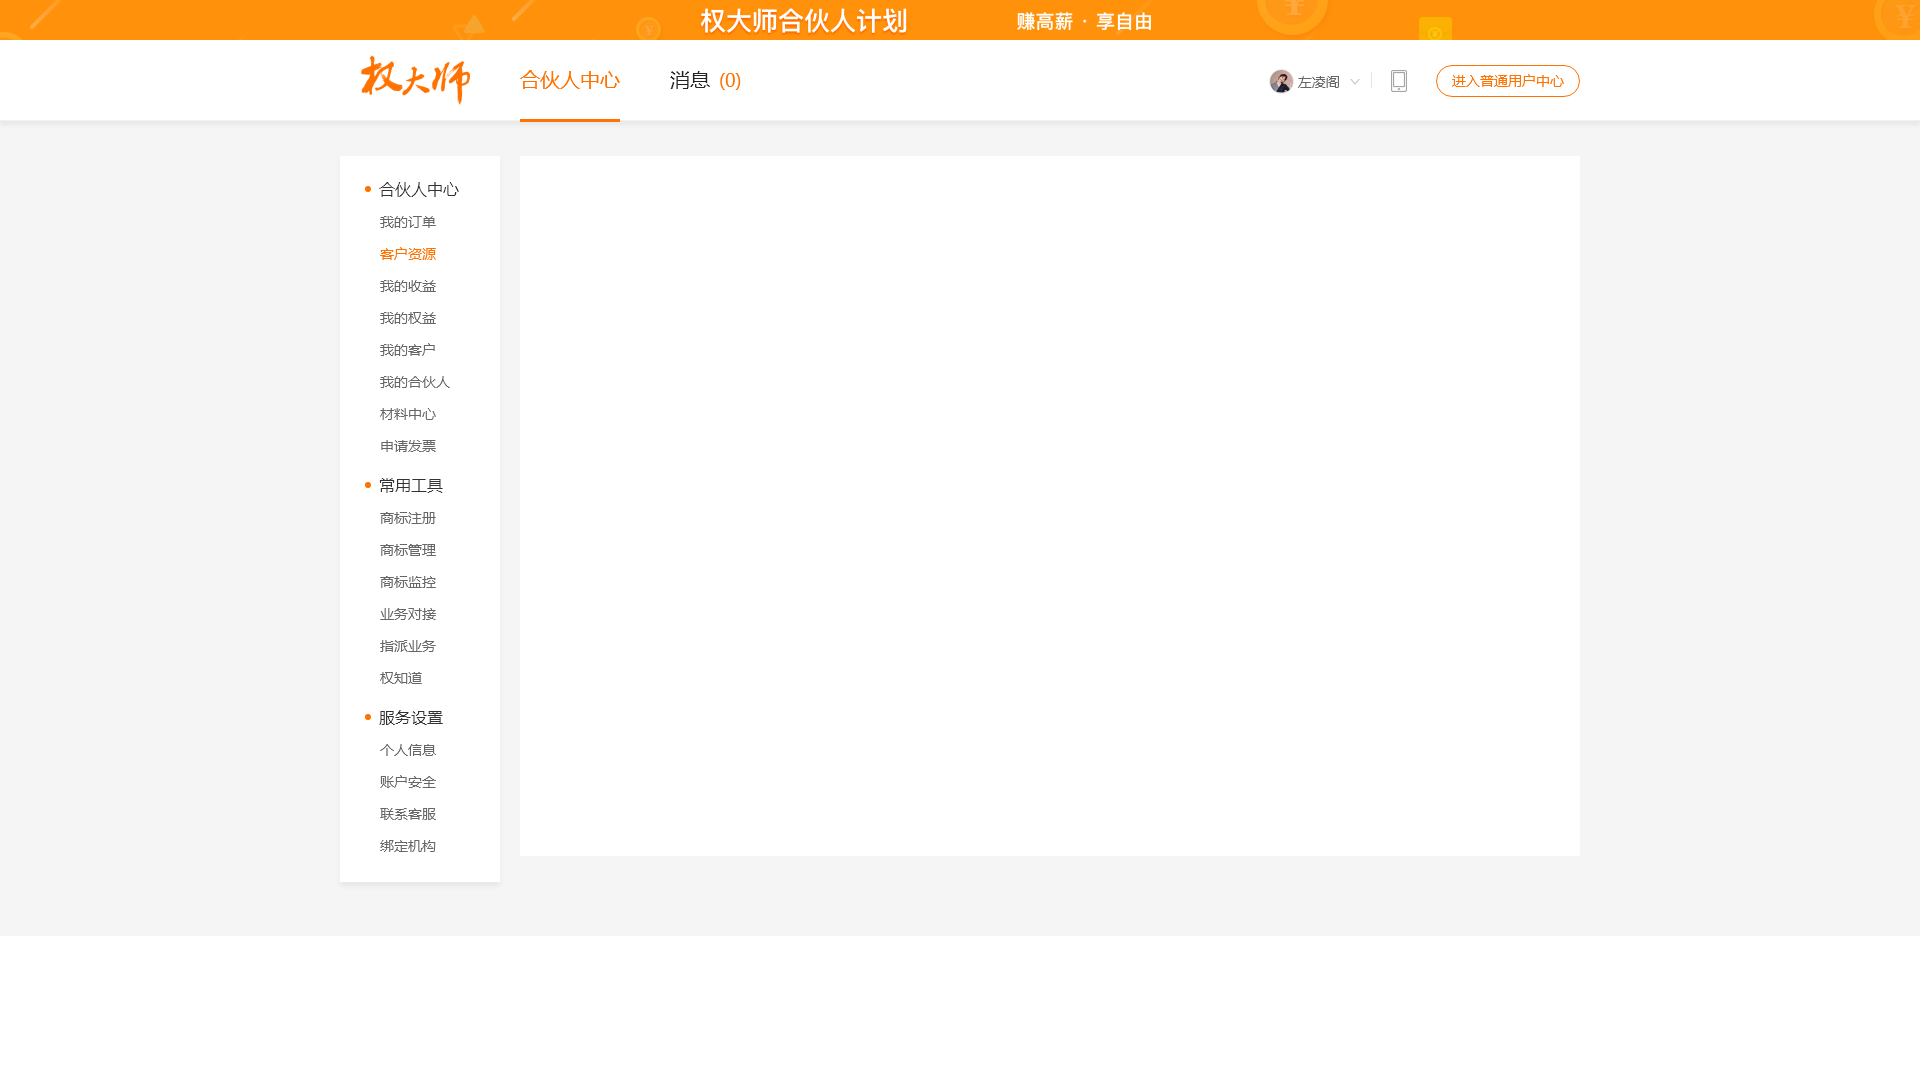 权大师合伙人计划 赚高薪 · 享自由
权大师 合伙人中心 消息 (0) 左凌阁 进入普通用户中心
合伙人中心
我的订单
客户资源
我的收益
我的权益
我的客户
我的合伙人
材料中心
申请发票
常用工具
商标注册
商标管理
商标监控
业务对接
指派业务
权知道
服务设置
个人信息
账户安全
联系客服
绑定机构